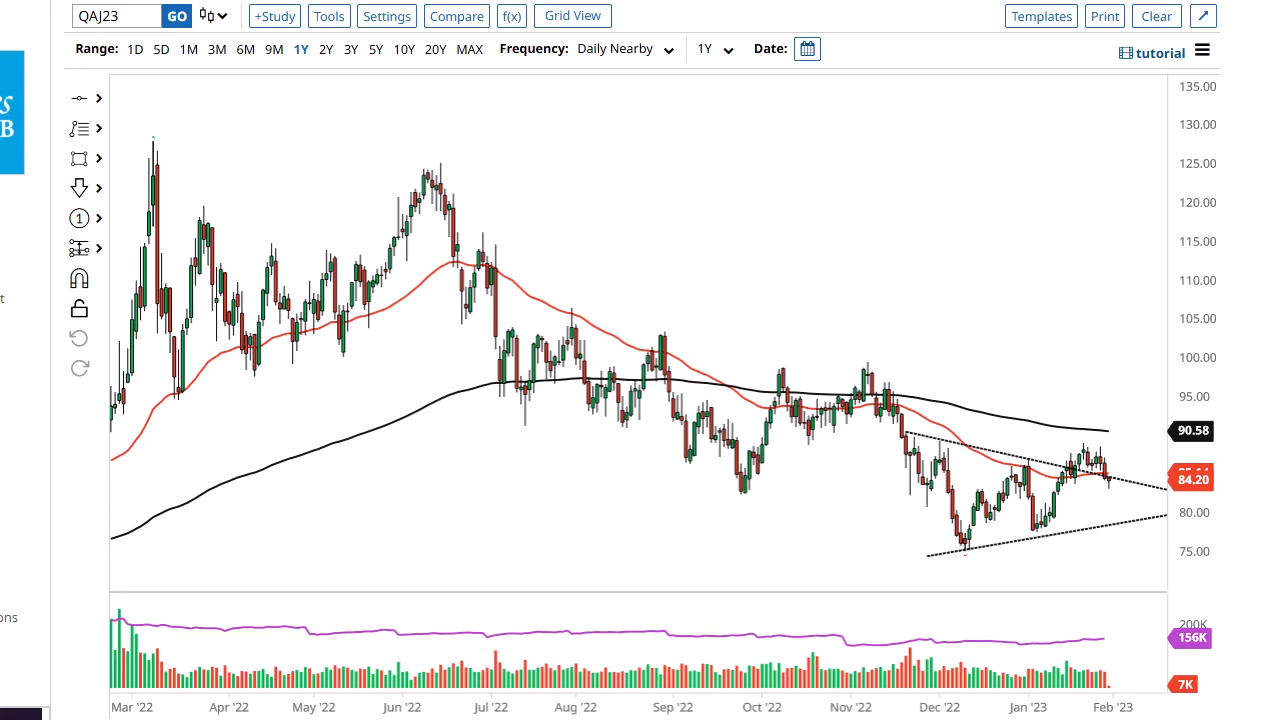 QAJ23 GO +Study Tools Settings Compare f(x) Grid View Templates Print Clear
Range: 1D 5D 1M 3M 6M 9M 1Y 2Y 3Y 5Y 10Y 20Y MAX Frequency: Daily Nearby 1Y Date: tutorial
135.00
130.00
125.00
120.00
115.00
110.00
105.00
100.00
95.00
90.58
84.20
80.00
75.00
200K
156K
7K
Mar '22 Apr '22 May '22 Jun '22 Jul '22 Aug '22 Sep '22 Oct '22 Nov '22 Dec '22 Jan '23 Feb '23
1
B
t
ons